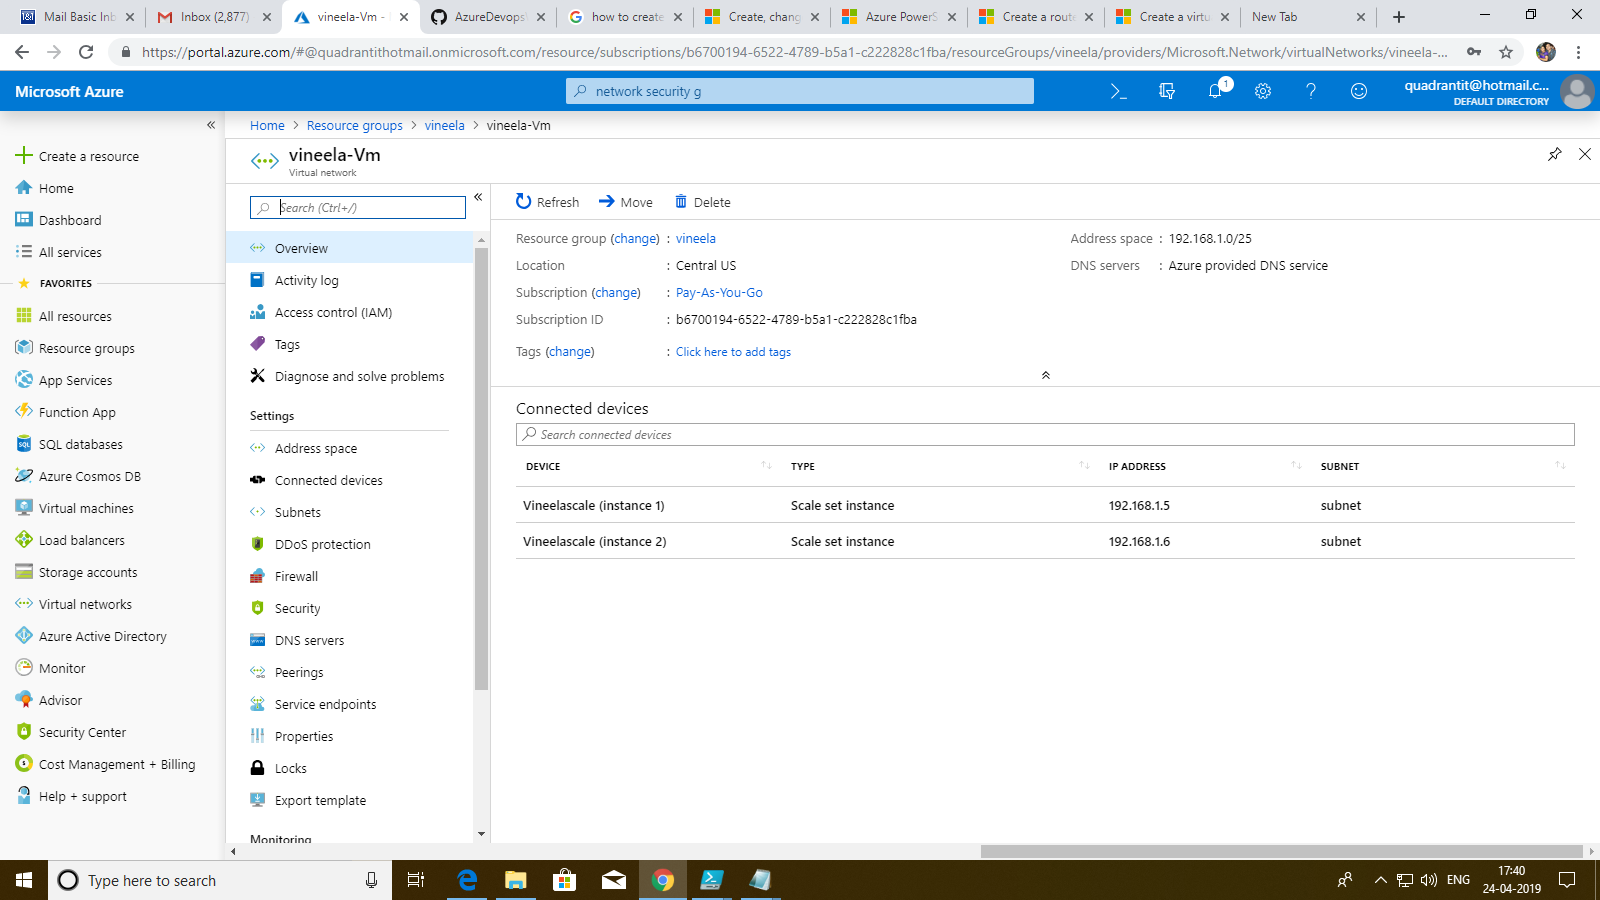 Mail Basic Inb
Inbox (2,877)
vineela-Vm -
AzureDevops
how to create
Create, chang
Azure PowerS
Create a route
Create a virtu
New Tab
https://portal.azure.com/#@quadrantithotmail.onmicrosoft.com/resource/subscriptions/b6700194-6522-4789-b5a1-c222828c1fba/resourceGroups/vineela/providers/Microsoft.Network/virtualNetworks/vineela-...
Microsoft Azure
network security g
1
quadrantit@hotmail.c...
DEFAULT DIRECTORY
Create a resource
Home
Dashboard
All services
FAVORITES
All resources
Resource groups
App Services
Function App
SQL databases
Azure Cosmos DB
Virtual machines
Load balancers
Storage accounts
Virtual networks
Azure Active Directory
Monitor
Advisor
Security Center
Cost Management + Billing
Help + support
Home > Resource groups > vineela > vineela-Vm
vineela-Vm
Virtual network
Search (Ctrl+/)
Overview
Activity log
Access control (IAM)
Tags
Diagnose and solve problems
Settings
Address space
Connected devices
Subnets
DDoS protection
Firewall
Security
DNS servers
Peerings
Service endpoints
Properties
Locks
Export template
Monitoring
Refresh Move Delete
Resource group (change) : vineela
Location : Central US
Subscription (change) : Pay-As-You-Go
Subscription ID : b6700194-6522-4789-b5a1-c222828c1fba
Tags (change) : Click here to add tags
Address space : 192.168.1.0/25
DNS servers : Azure provided DNS service
Connected devices
Search connected devices
DEVICE TYPE IP ADDRESS SUBNET
Vineelascale (instance 1) Scale set instance 192.168.1.5 subnet
Vineelascale (instance 2) Scale set instance 192.168.1.6 subnet
Type here to search
ENG
17:40
24-04-2019